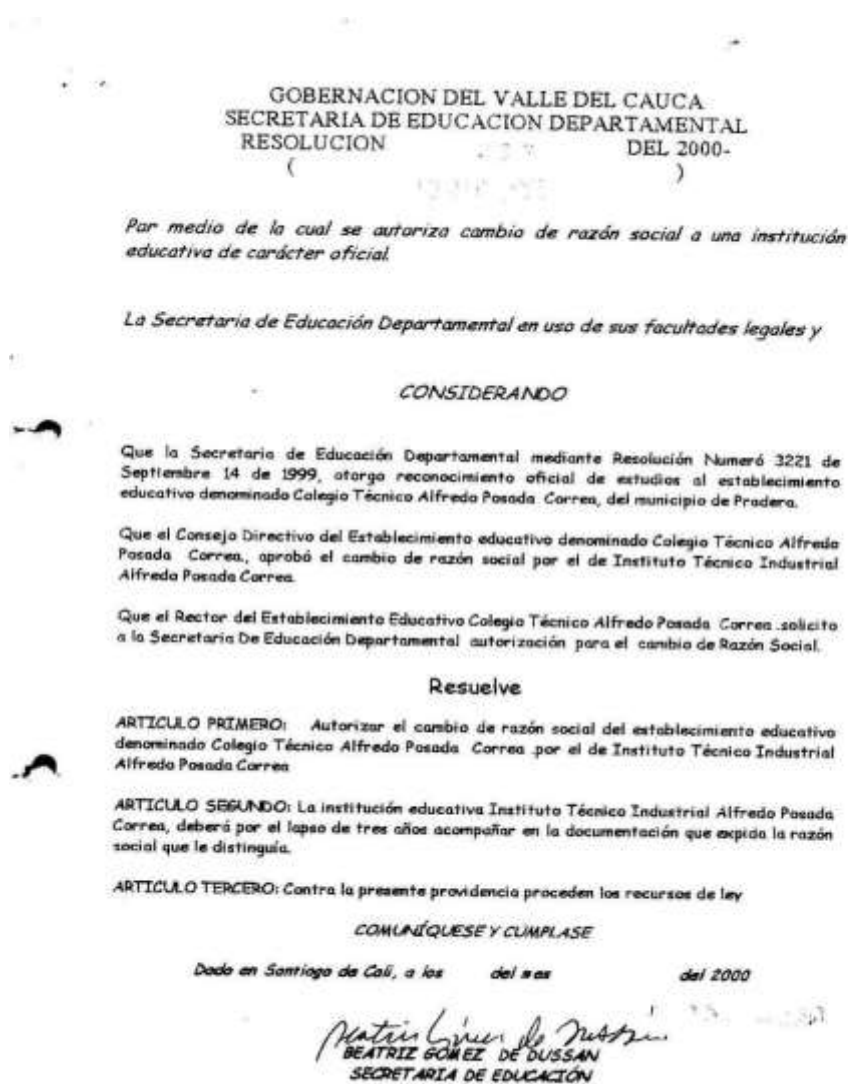 GOBERNACION DEL VALLE DEL CAUCA
SECRETARIA DE EDUCACION DEPARTAMENTAL
RESOLUCION DEL 2000-
( )
Por medio de la cual se autoriza cambio de razón social a una institución
educativa de carácter oficial.
La Secretaria de Educación Departamental en uso de sus facultades legales y
CONSIDERANDO
Que la Secretaria de Educación Departamental mediante Resolución Numeró 3221 de
Septiembre 14 de 1999, otorga reconocimiento oficial de estudios al establecimiento
educativo denominado Colegio Técnico Alfredo Posada Correa, del municipio de Pradera.
Que el Consejo Directivo del Establecimiento educativo denominado Colegio Técnico Alfredo
Posada Correa., aprobó el cambio de razón social por el de Instituto Técnico Industrial
Alfredo Posada Correa.
Que el Rector del Establecimiento Educativo Colegio Técnico Alfredo Posada Correa .solicito
a la Secretaria De Educación Departamental autorización para el cambio de Razón Social.
Resuelve
ARTICULO PRIMERO: Autorizar el cambio de razón social del establecimiento educativo
denominado Colegio Técnico Alfredo Posada Correa .por el de Instituto Técnico Industrial
Alfredo Posada Correa
ARTICULO SEGUNDO: La institución educativa Instituto Técnico Industrial Alfredo Posada
Correa, deberá por el lapso de tres años acompañar en la documentación que expida la razón
social que le distinguía.
ARTICULO TERCERO: Contra la presente providencia proceden los recursos de ley
COMUNÍQUESE Y CUMPLASE
Dado en Santiago de Cali, a los del mes del 2000
Beatriz Gómez de Dussán
BEATRIZ GOMEZ DE DUSSAN
SECRETARIA DE EDUCACIÓN